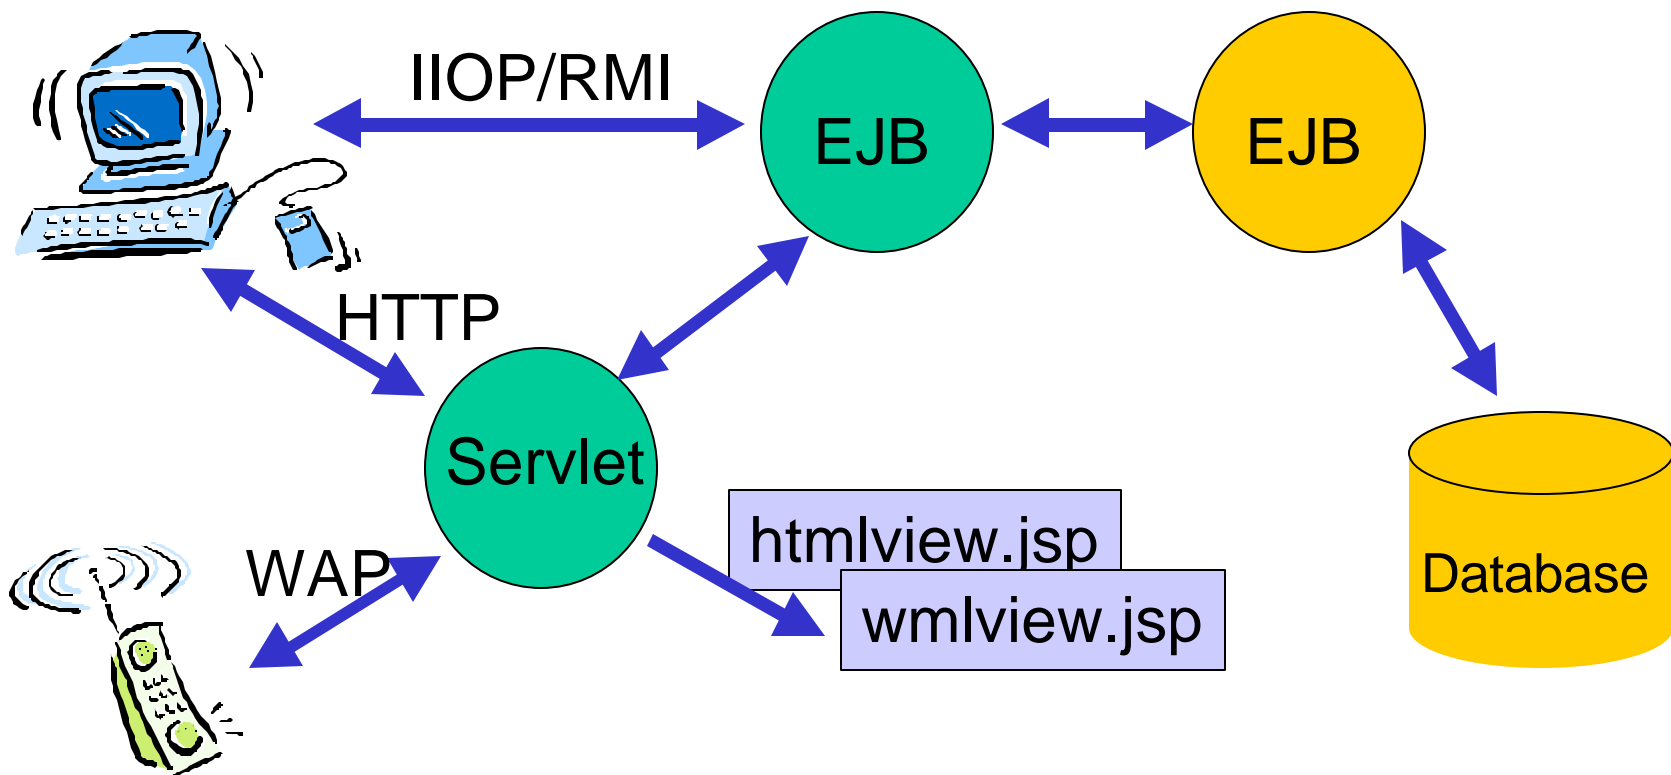 IIOP/RMI
EJB
EJB
HTTP
Servlet
htmlview.jsp
WAP
wmlview.jsp
Database